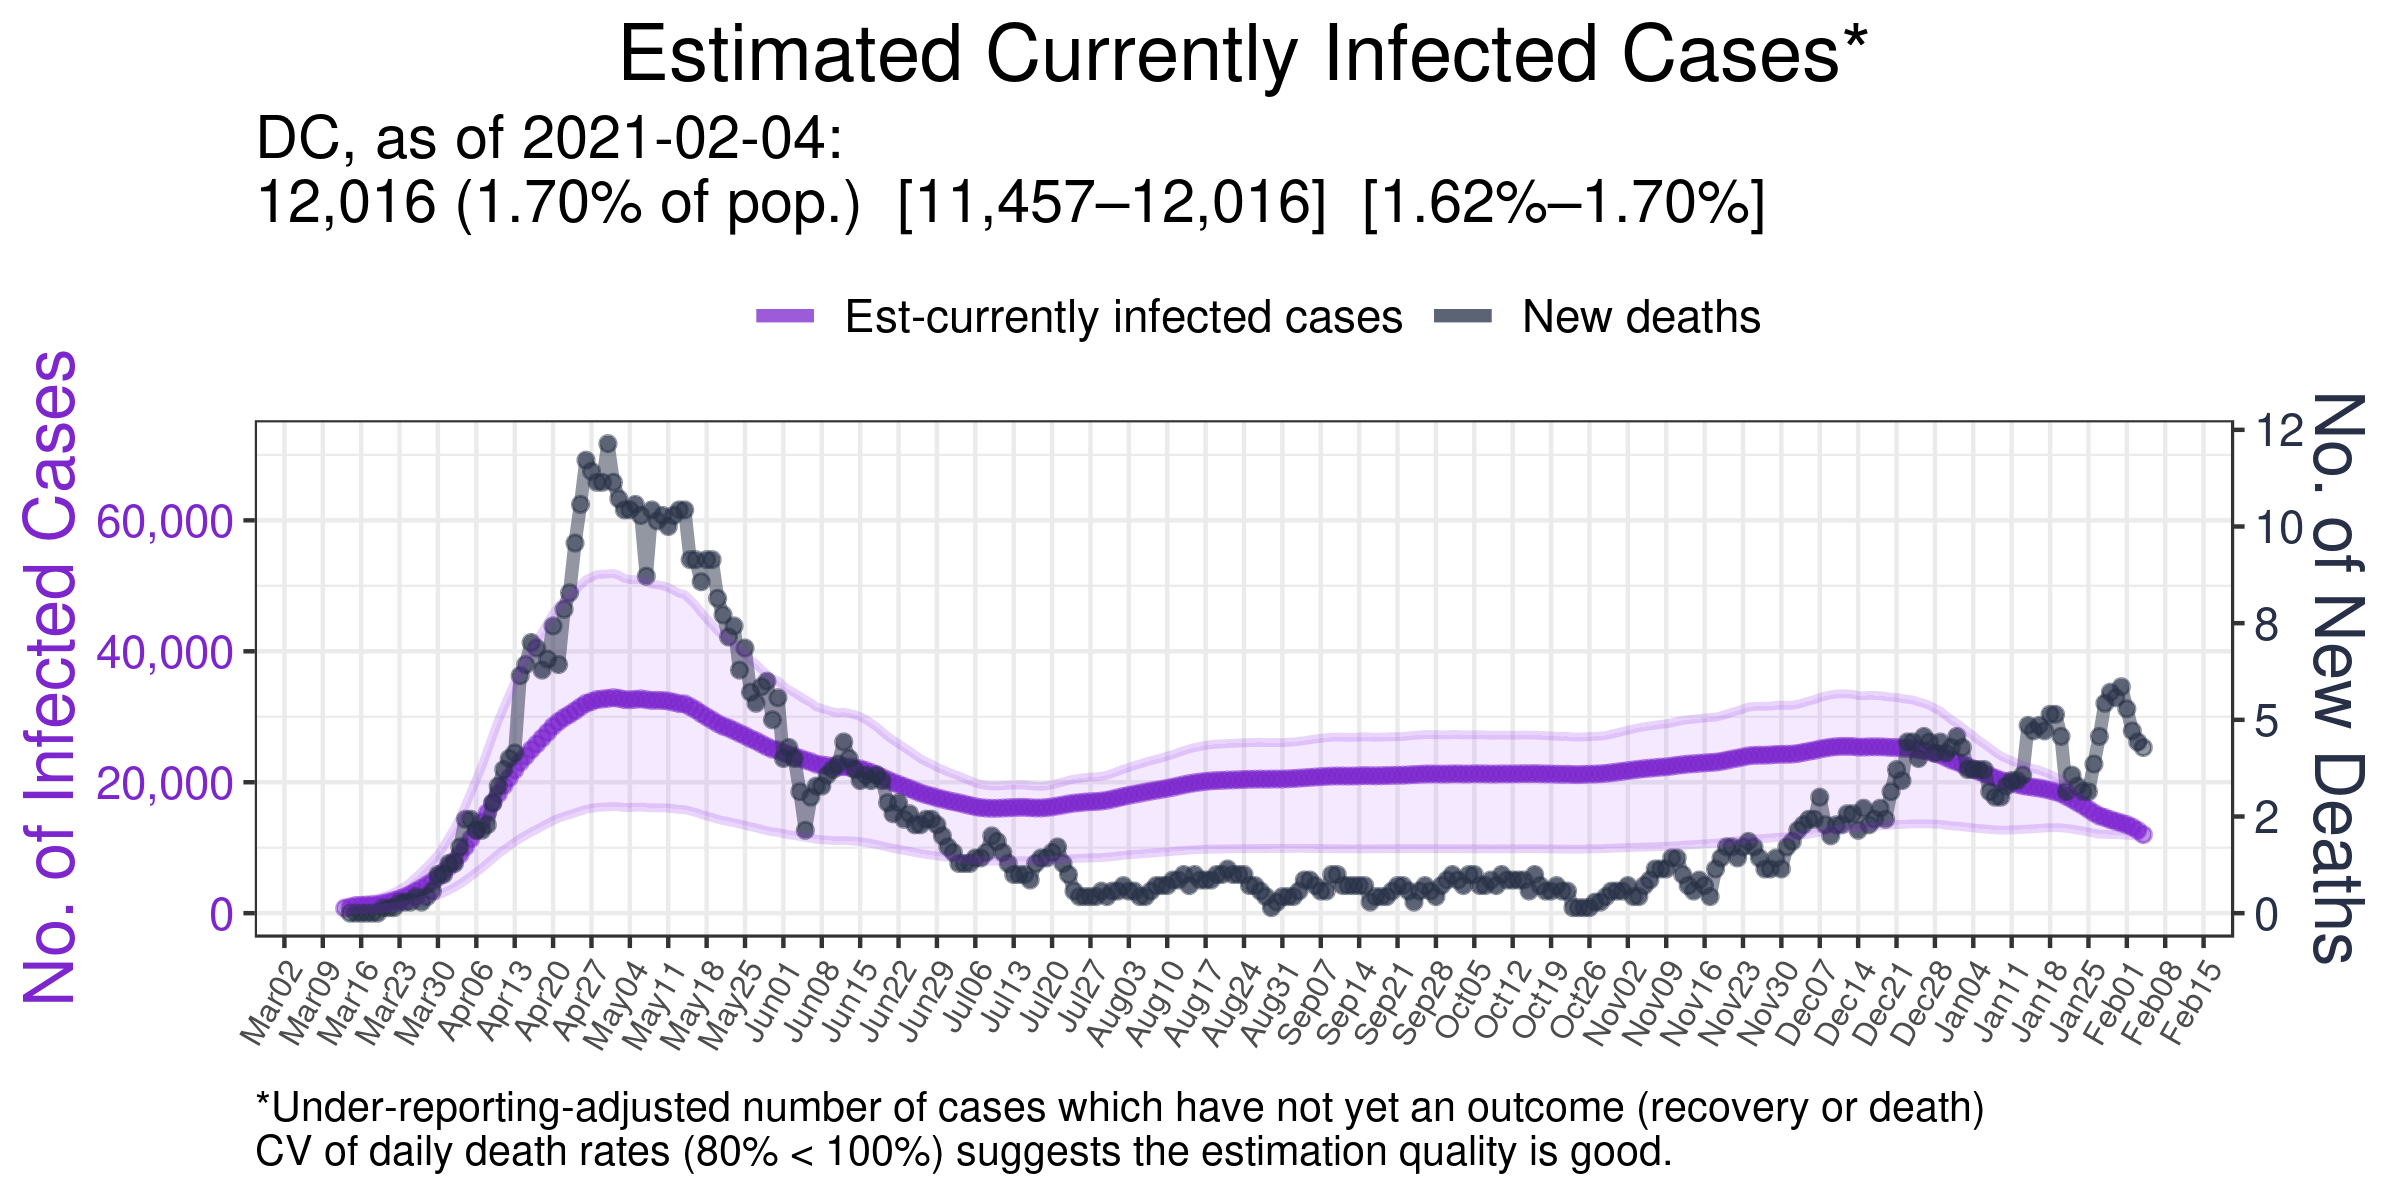 Estimated Currently Infected Cases*
DC, as of 2021-02-04:
12,016 (1.70% of pop.) [11,457–12,016] [1.62%–1.70%]
Est-currently infected cases
New deaths
No. of Infected Cases
60,000
40,000
20,000
0
12
10
8
5
2
0
No. of New Deaths
Mar02
Mar09
Mar16
Mar23
Mar30
Apr06
Apr13
Apr20
Apr27
May04
May11
May18
May25
Jun01
Jun08
Jun15
Jun22
Jun29
Jul06
Jul13
Jul20
Jul27
Aug03
Aug10
Aug17
Aug24
Aug31
Sep07
Sep14
Sep21
Sep28
Oct05
Oct12
Oct19
Oct26
Nov02
Nov09
Nov16
Nov23
Nov30
Dec07
Dec14
Dec21
Dec28
Jan04
Jan11
Jan18
Jan25
Feb01
Feb08
Feb15
*Under-reporting-adjusted number of cases which have not yet an outcome (recovery or death)
CV of daily death rates (80% < 100%) suggests the estimation quality is good.